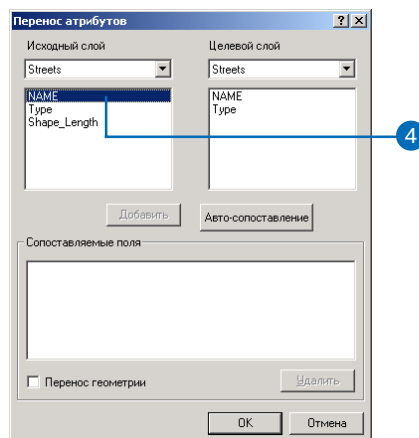 Перенос атрибутов
Исходный слой
Целевой слой
Streets
Streets
NAME
Type
Shape_Length
NAME
Type
4
Добавить
Авто-сопоставление
Сопоставляемые поля
Перенос геометрии
Удалить
OK
Отмена